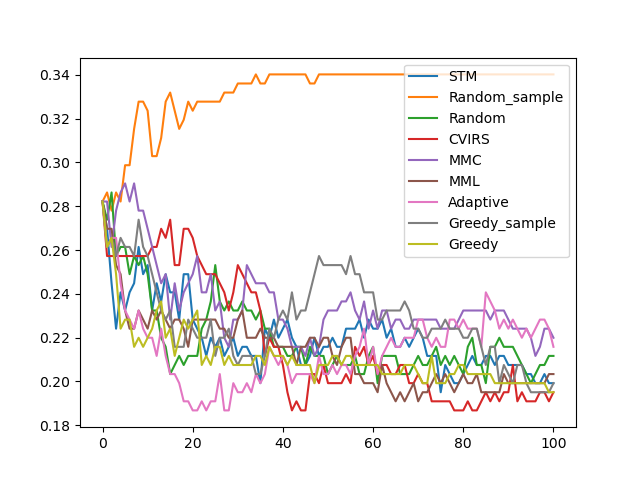 0.34
0.32
0.30
0.28
0.26
0.24
0.22
0.20
0.18
0
20
40
60
80
100
STM
Random_sample
Random
CVIRS
MMC
MML
Adaptive
Greedy_sample
Greedy